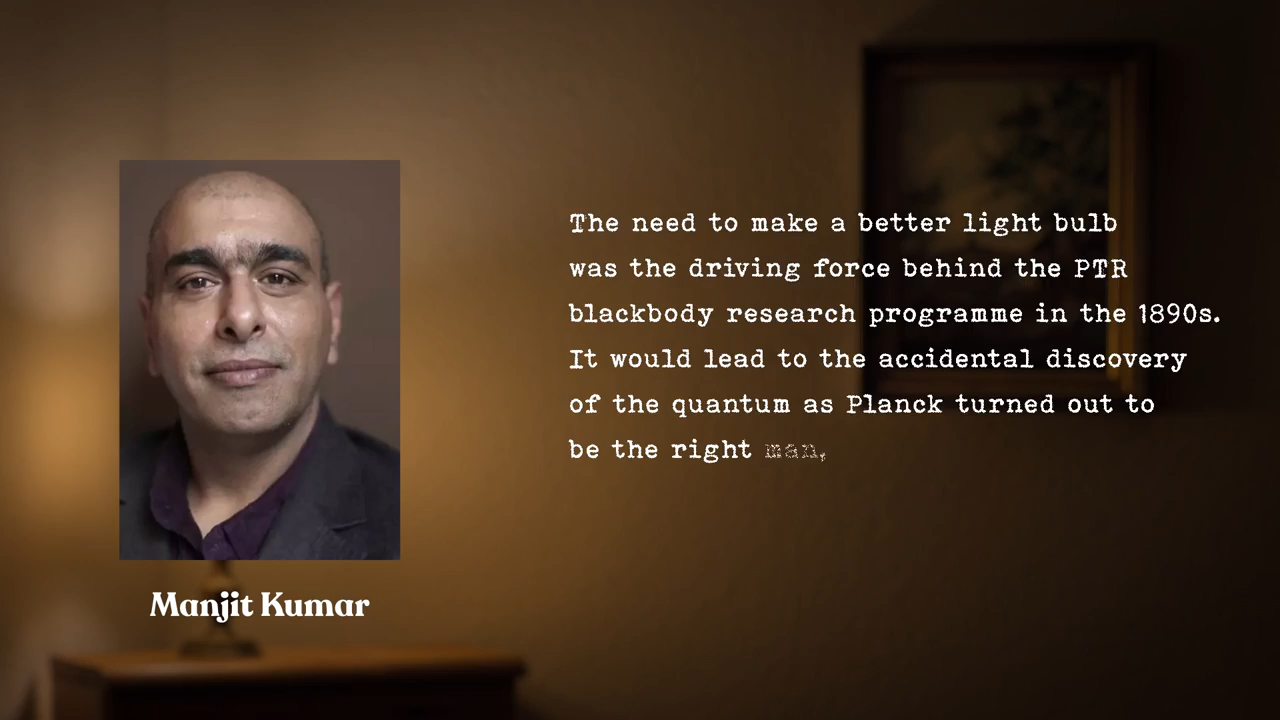 The need to make a better light bulb
was the driving force behind the PTR
blackbody research programme in the 1890s.
It would lead to the accidental discovery
of the quantum as Planck turned out to
be the right man,
Manjit Kumar